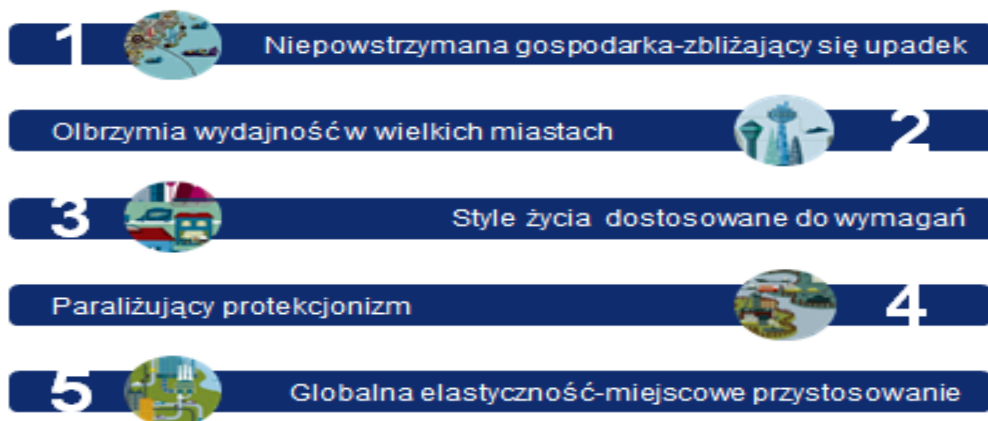 1 Niepowstrzymana gospodarka-zbliżający się upadek
Olbrzymia wydajność w wielkich miastach 2
3 Style życia dostosowane do wymagań
Paraliżujący protekcjonizm 4
5 Globalna elastyczność-miejscowe przystosowanie